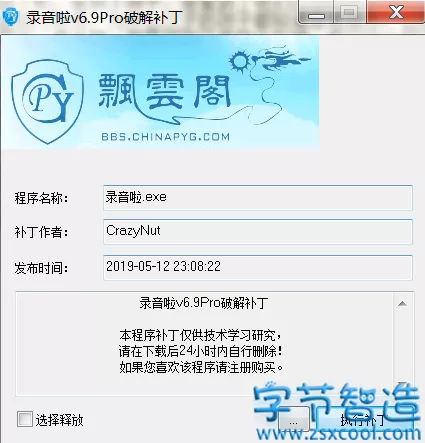 录音啦v6.9Pro破解补丁
PY
飄雲閣
BBS.CHINAPYG.COM
程序名称: 录音啦.exe
补丁作者: CrazyNut
发布时间: 2019-05-12 23:08:22
录音啦v6.9Pro破解补丁
本程序补丁仅供技术学习研究，
请在下载后24小时内自行删除！
如果您喜欢该程序请注册购买。
字节智造
选择释放 ... 执行补丁
www.zsxcool.com